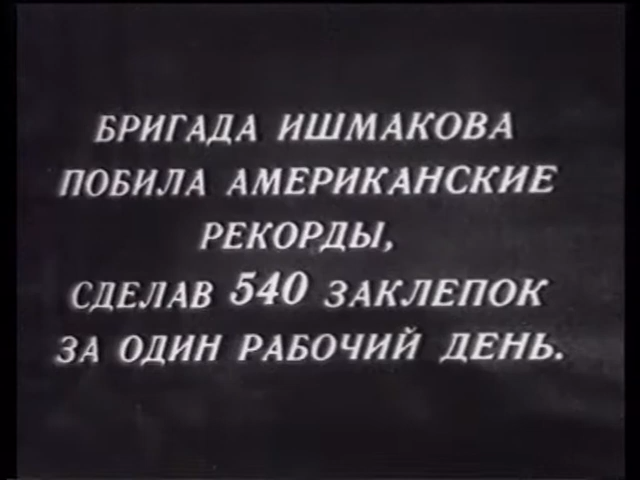 БРИГАДА ИШМАКОВА
ПОБИЛА АМЕРИКАНСКИЕ
РЕКОРДЫ,
СДЕЛАВ 540 ЗАКЛЕПОК
ЗА ОДИН РАБОЧИЙ ДЕНЬ.